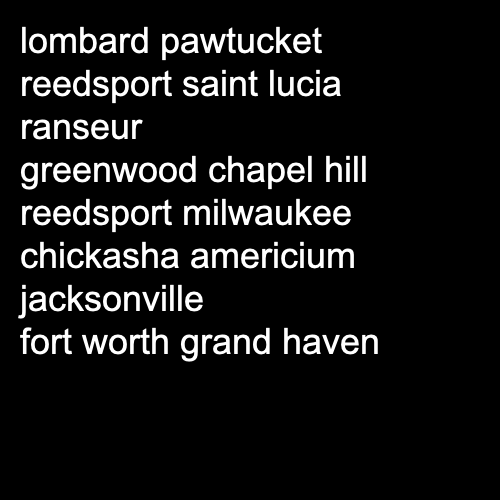 lombard pawtucket
reedsport saint lucia
ranseur
greenwood chapel hill
reedsport milwaukee
chickasha americium
jacksonville
fort worth grand haven